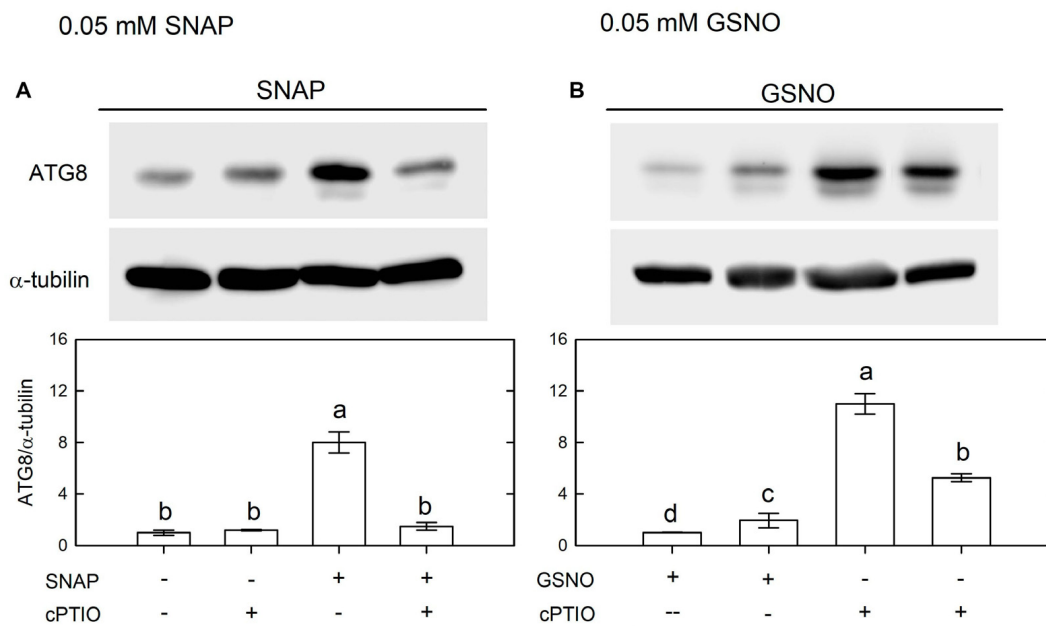 0.05 mM SNAP
0.05 mM GSNO
A
SNAP
B
GSNO
ATG8
α-tubilin
ATG8/α-tubilin
16
12
8
4
0
b
b
a
b
SNAP - - + +
cPTIO - + - +
16
12
8
4
0
d
c
a
b
GSNO + + - -
cPTIO -- - + +